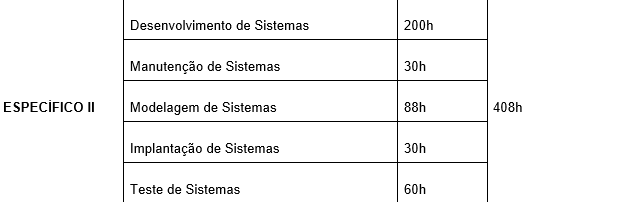 Desenvolvimento de Sistemas 200h
Manutenção de Sistemas 30h
ESPECÍFICO II Modelagem de Sistemas 88h 408h
Implantação de Sistemas 30h
Teste de Sistemas 60h